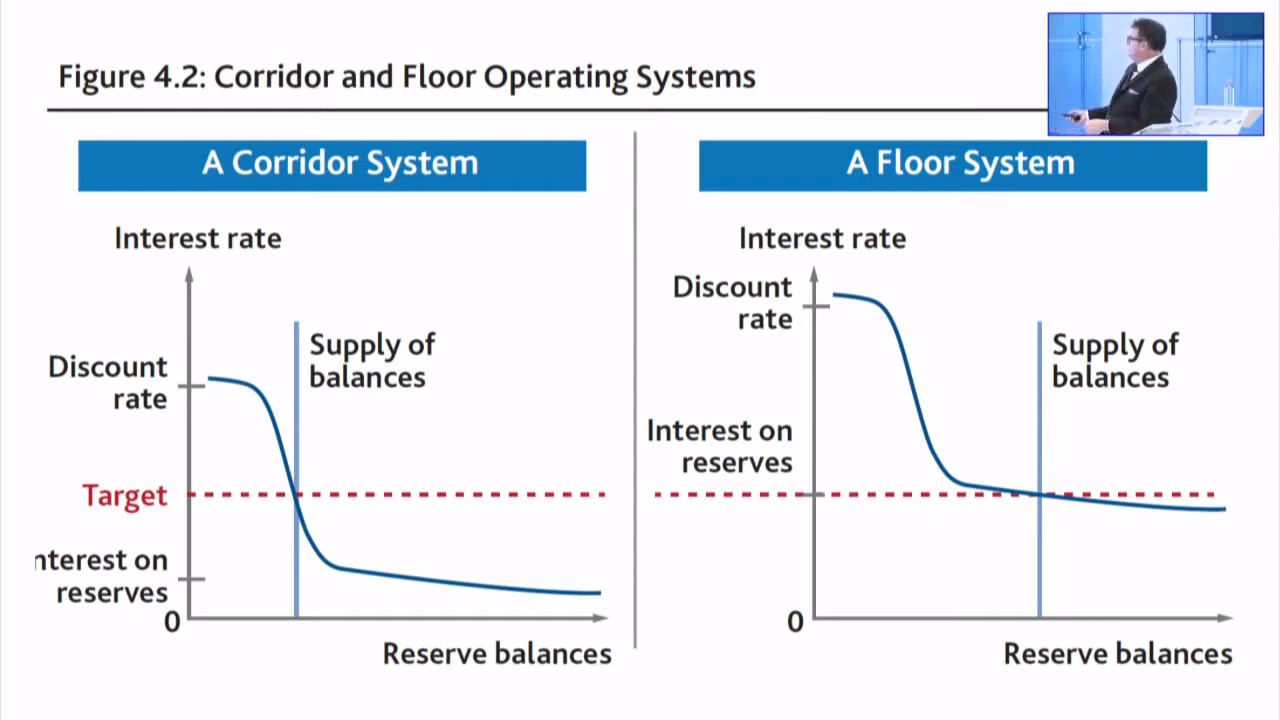 Figure 4.2: Corridor and Floor Operating Systems
A Corridor System
Interest rate
Discount
rate
Supply of
balances
Target
nterest on
reserves
0
Reserve balances
A Floor System
Interest rate
Discount
rate
Supply of
balances
Interest on
reserves
0
Reserve balances